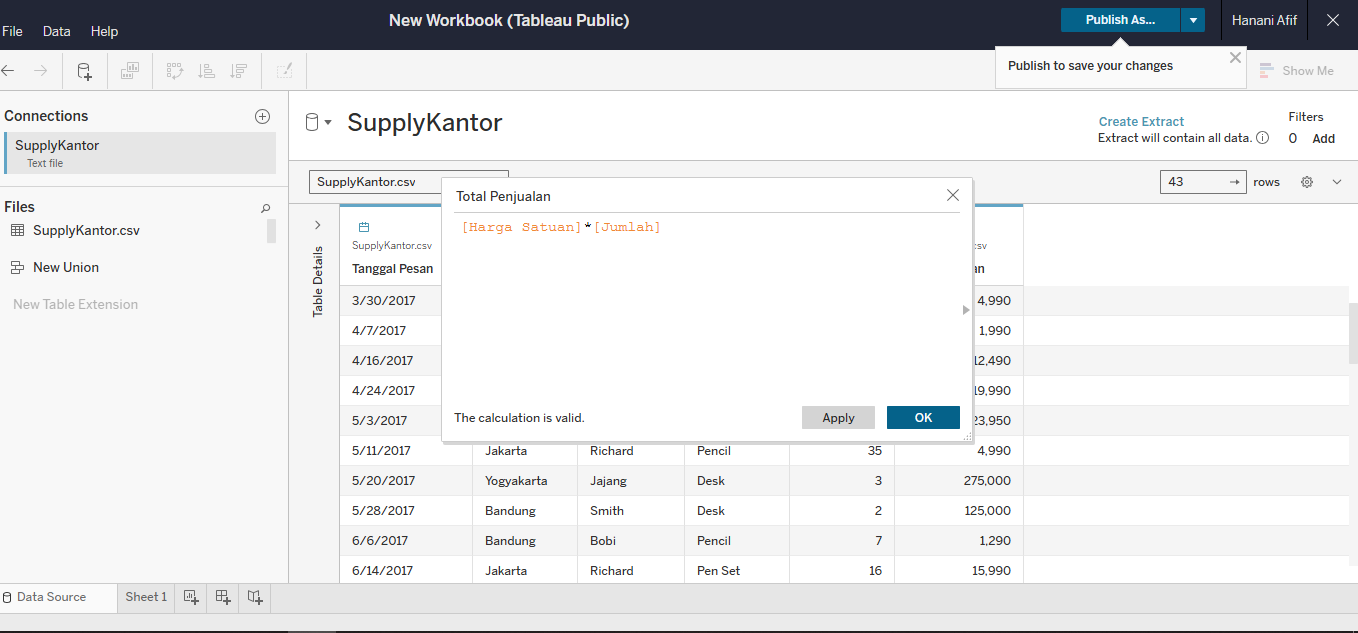 New Workbook (Tableau Public)
Publish As...
Hanani Afif
File Data Help
Publish to save your changes
Show Me
Connections
SupplyKantor
Text file
Files
SupplyKantor.csv
New Union
New Table Extension
SupplyKantor
Create Extract
Extract will contain all data.
Filters
0 Add
SupplyKantor.csv
43 rows
Table Details
Total Penjualan
[Harga Satuan]*[Jumlah]
The calculation is valid.
Apply OK
SupplyKantor.csv
Tanggal Pesan
3/30/2017 4,990
4/7/2017 1,990
4/16/2017 12,490
4/24/2017 19,990
5/3/2017 23,950
5/11/2017 Jakarta Richard Pencil 35 4,990
5/20/2017 Yogyakarta Jajang Desk 3 275,000
5/28/2017 Bandung Smith Desk 2 125,000
6/6/2017 Bandung Bobi Pencil 7 1,290
6/14/2017 Jakarta Richard Pen Set 16 15,990
Data Source Sheet 1